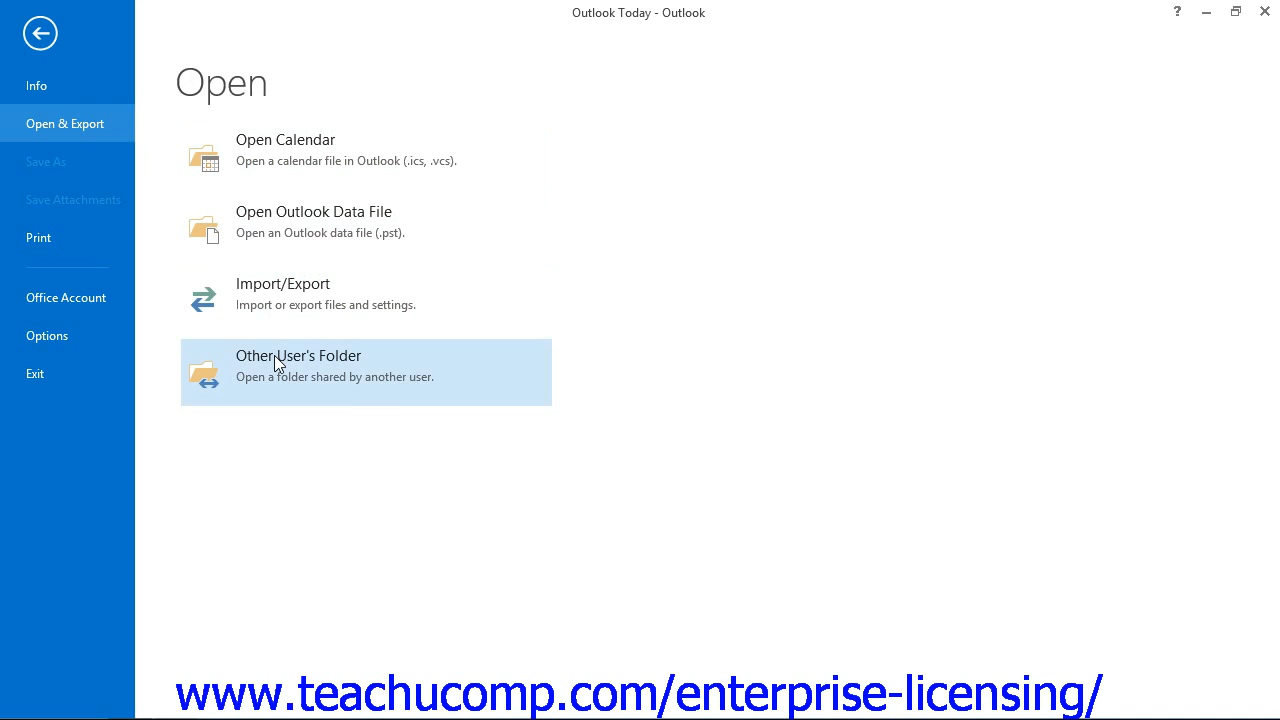 Outlook Today - Outlook
?
Info
Open & Export
Save As
Save Attachments
Print
Office Account
Options
Exit
Open
Open Calendar
Open a calendar file in Outlook (.ics, .vcs).
Open Outlook Data File
Open an Outlook data file (.pst).
Import/Export
Import or export files and settings.
Other User's Folder
Open a folder shared by another user.
www.teachucomp.com/enterprise-licensing/